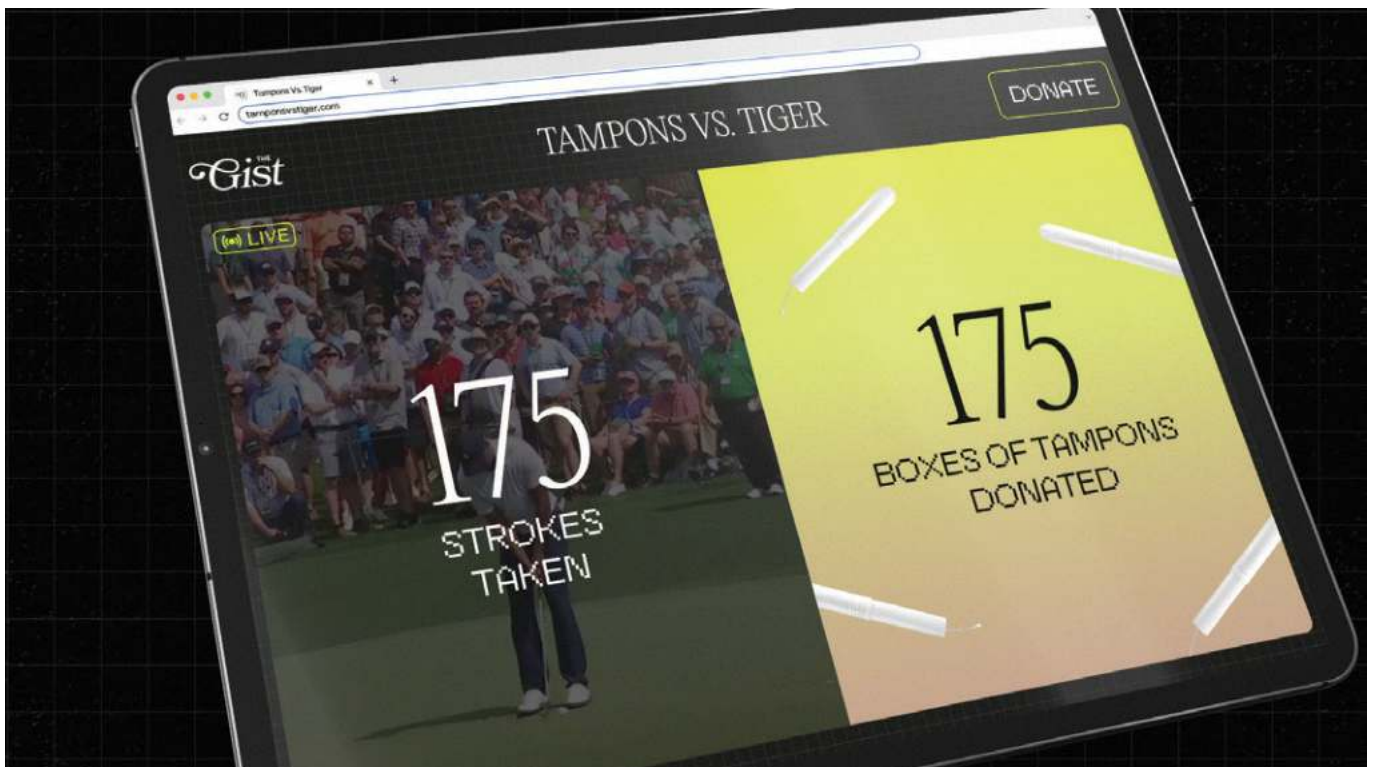 Tampons Vs. Tiger
tamponsvstiger.com
THE
Gist
TAMPONS VS. TIGER
DONATE
LIVE
175
STROKES
TAKEN
175
BOXES OF TAMPONS
DONATED